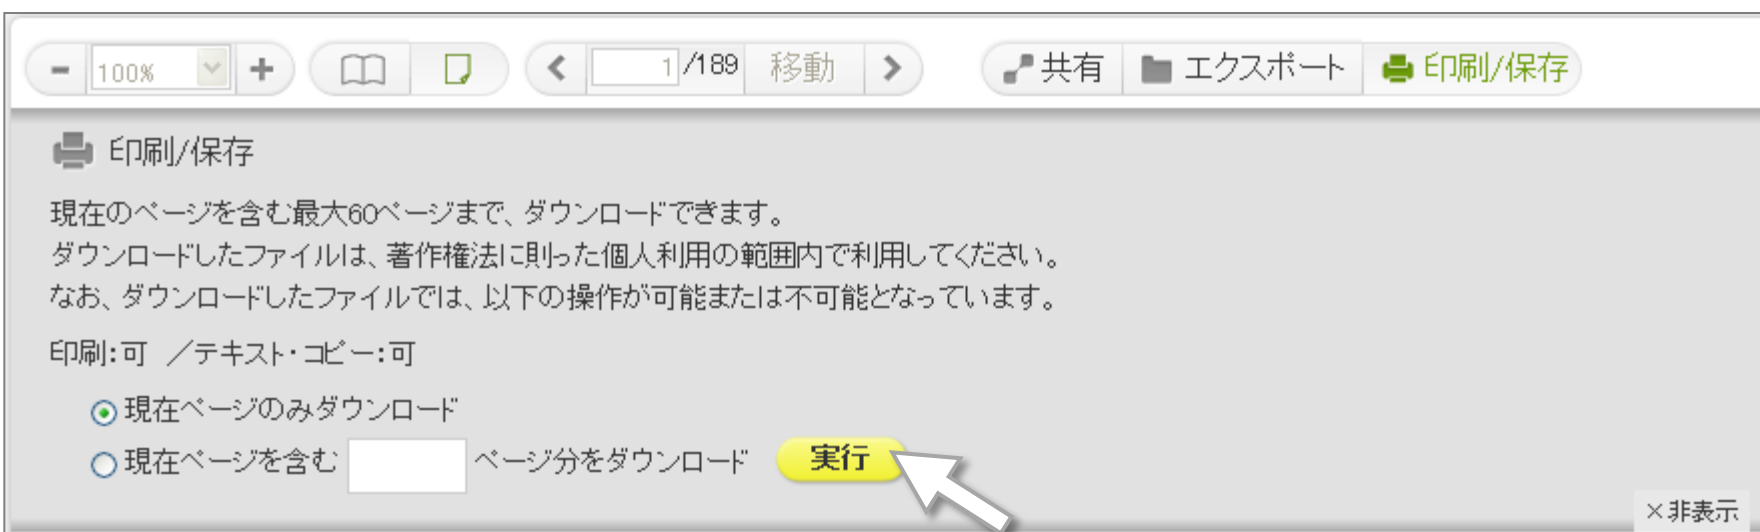 100% 1 /189 移動 共有 エクスポート 印刷/保存
印刷/保存
現在のページを含む最大60ページまで、ダウンロードできます。
ダウンロードしたファイルは、著作権法に則った個人利用の範囲内で利用してください。
なお、ダウンロードしたファイルでは、以下の操作が可能または不可能となっています。
印刷:可 ／テキスト・コピー:可
現在ページのみダウンロード
現在ページを含む ページ分をダウンロード 実行
×非表示